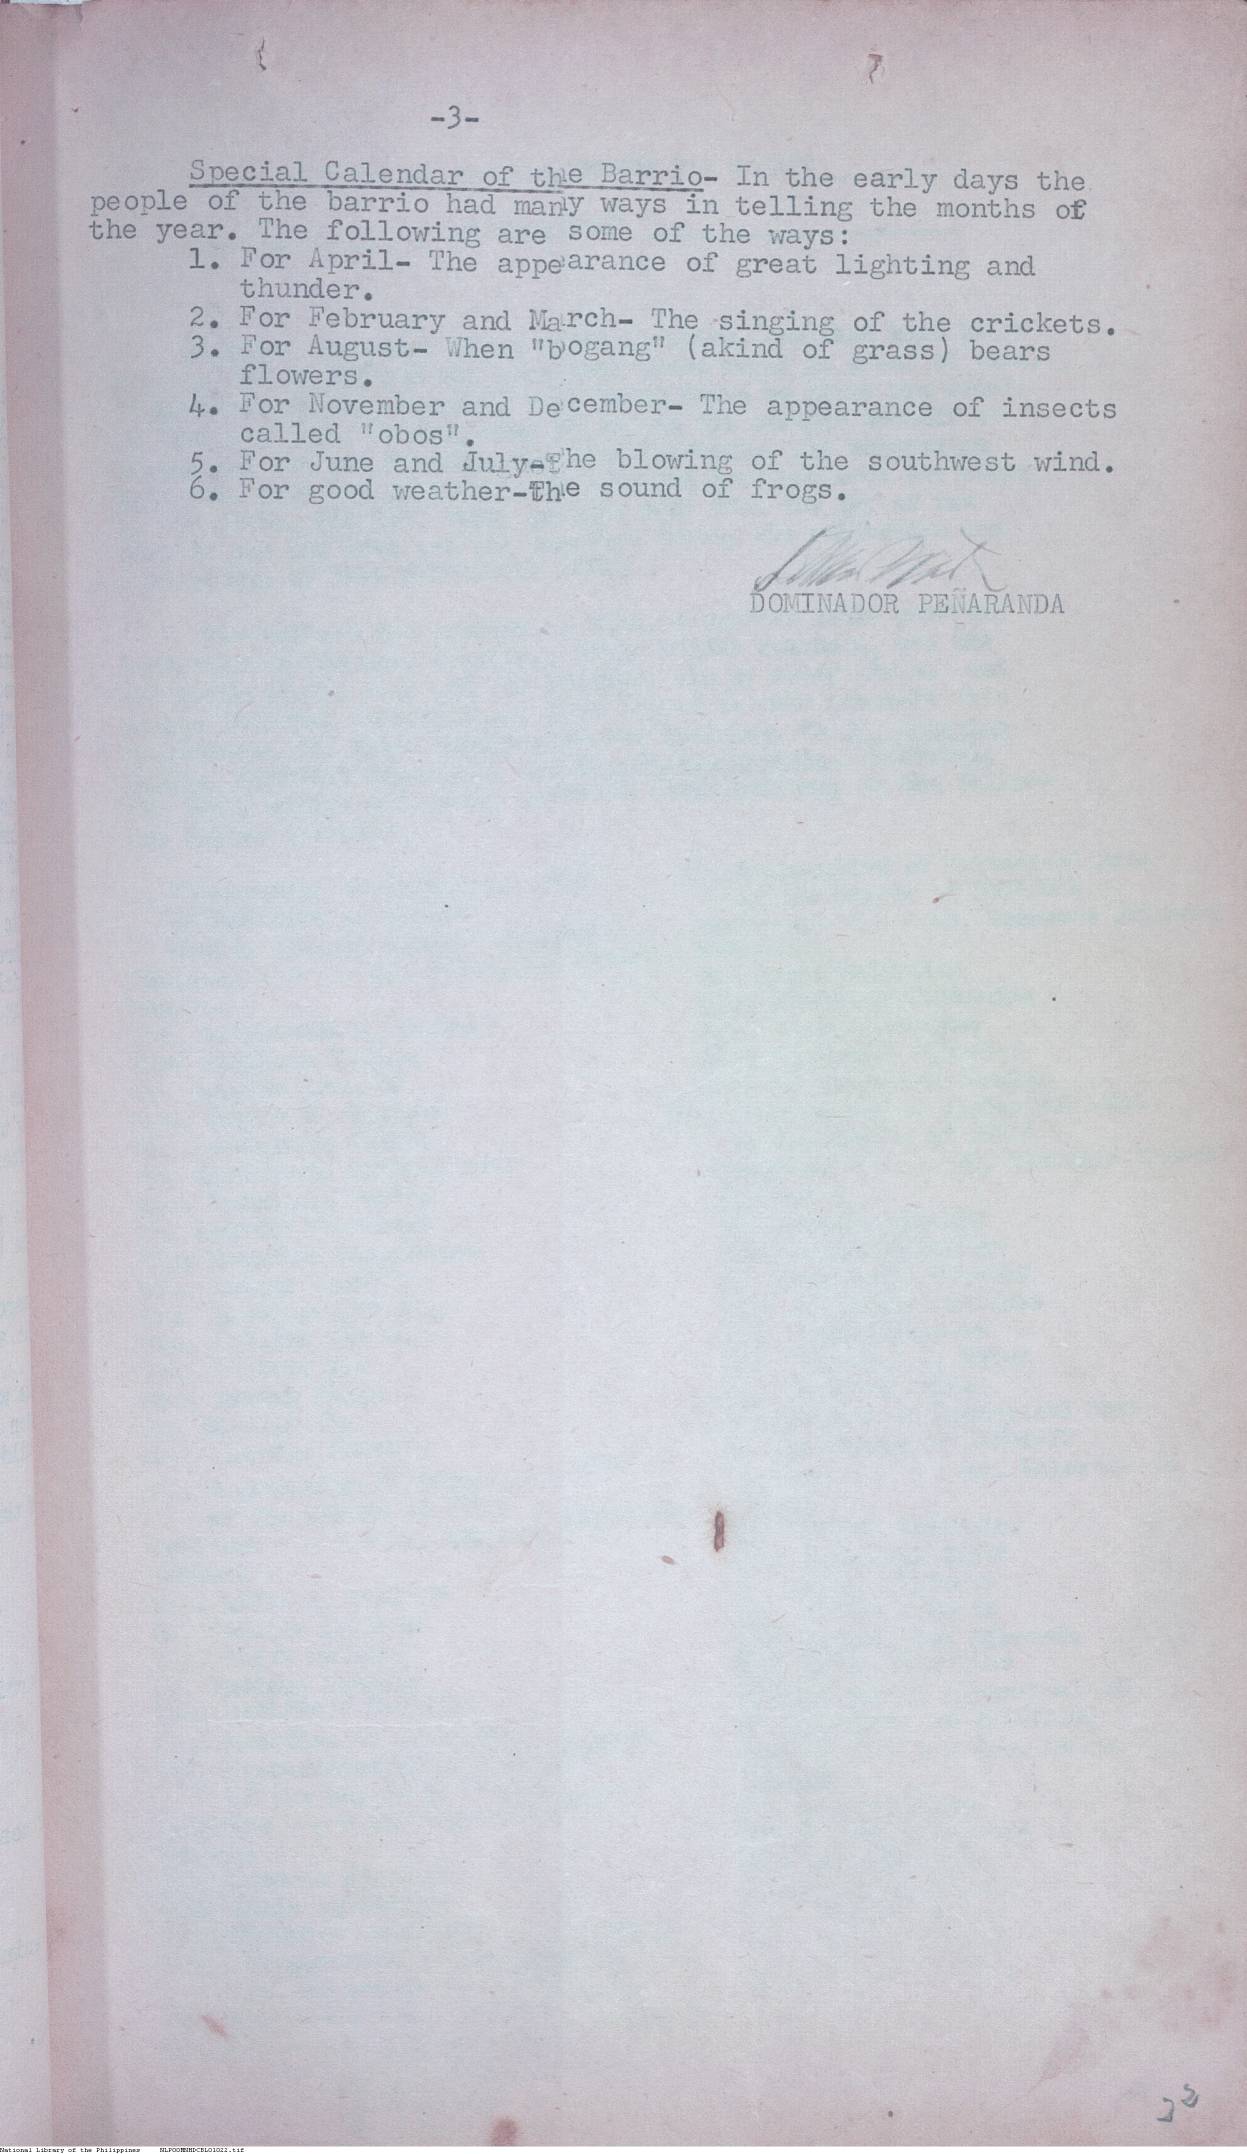 -3-
Special Calendar of the Barrio- In the early days the
people of the barrio had many ways in telling the months of
the year. The following are some of the ways:
1. For April- The appearance of great lighting and
thunder.
2. For February and March- The singing of the crickets.
3. For August- When "bogang" (akind of grass) bears
flowers.
4. For November and December- The appearance of insects
called "obos".
5. For June and July-The blowing of the southwest wind.
6. For good weather-the sound of frogs.
DOMINADOR PEÑARANDA
22
National Library of the Philippines NLPOOMNHDCBLO1022.tif